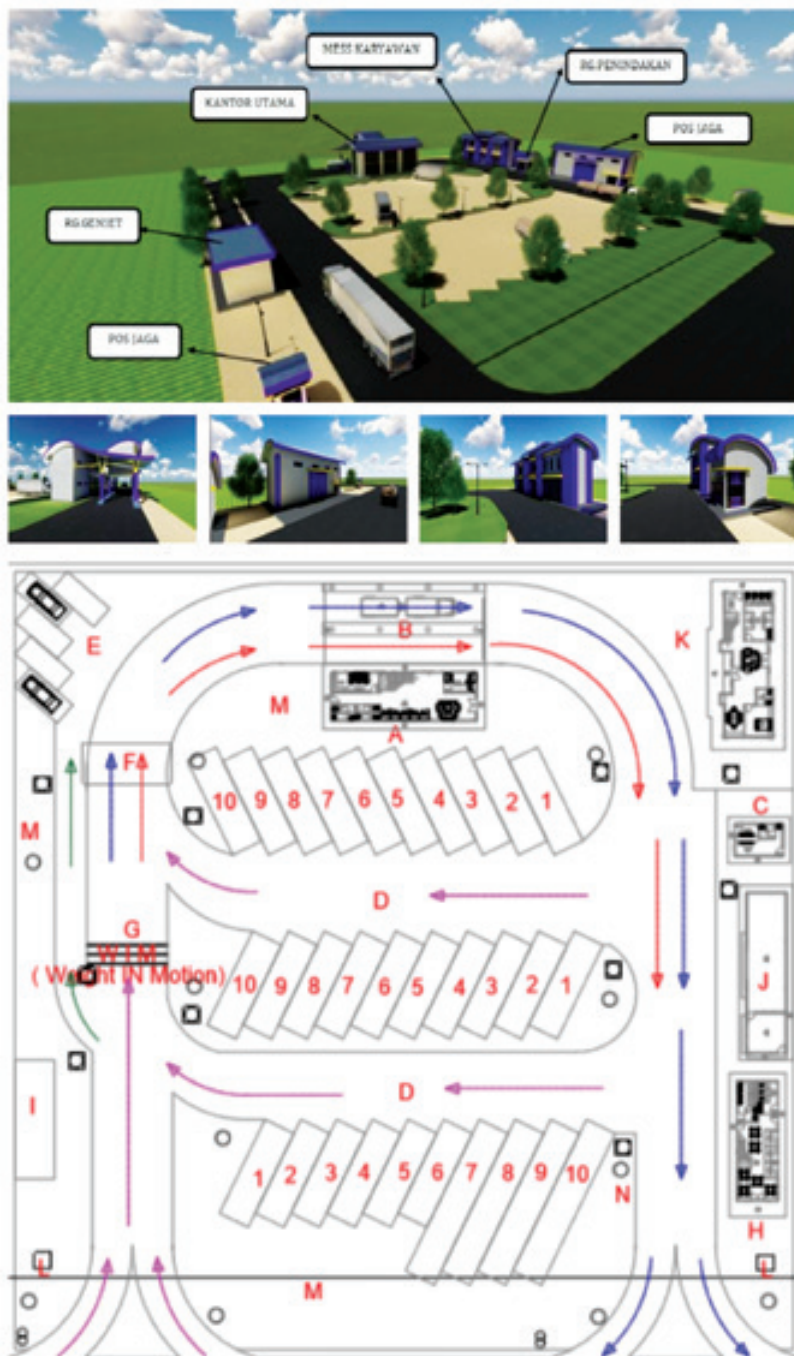 MESS KARYAWAN
RG.PENINDAKAN
KANTOR UTAMA
POS JAGA
RG.GENSET
POS JAGA
E
B
K
M
A
F
10 9 8 7 6 5 4 3 2 1
C
M
D
G
W I M
( Weight IN Motion)
10 9 8 7 6 5 4 3 2 1
J
D
I
1 2 3 4 5 6 7 8 9 10
N
H
L
L
M